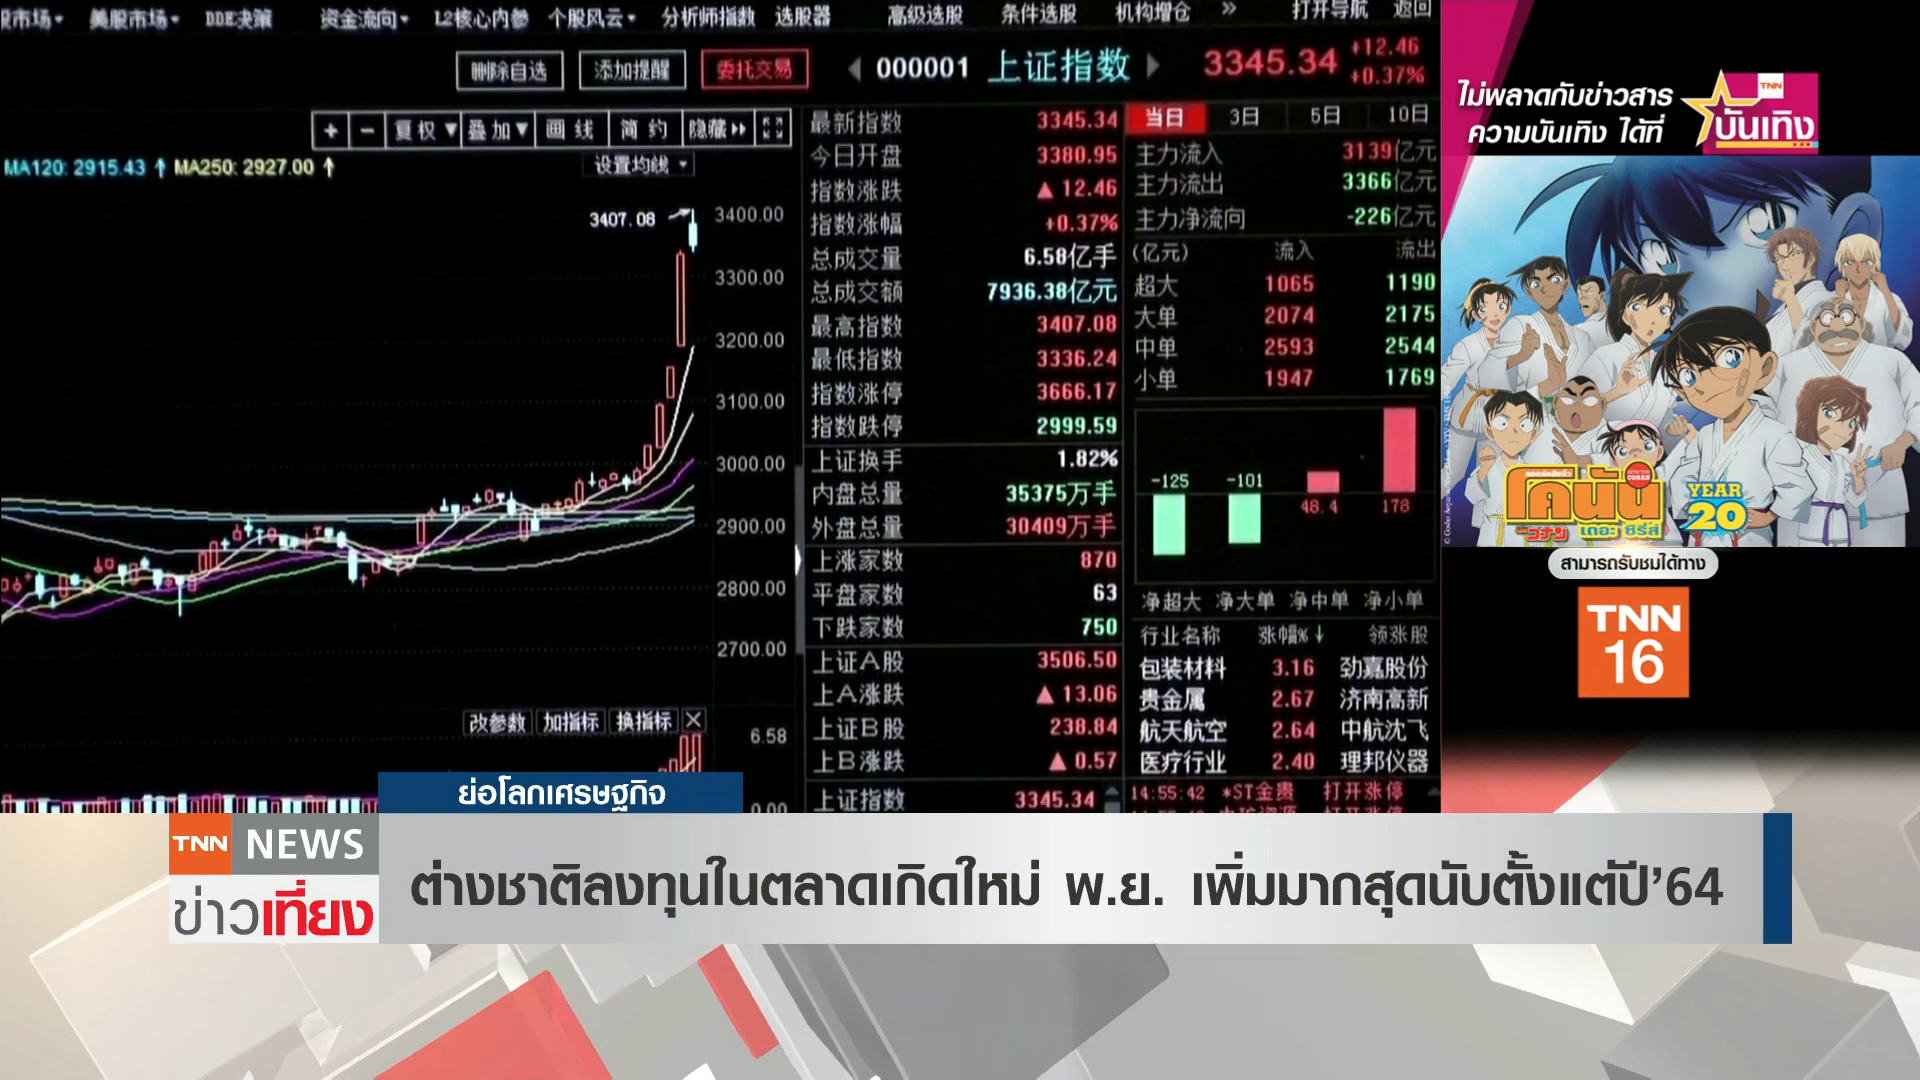 股市场 美股市场 DDE决策 资金流向 L2核心内参 个股风云 分析师指数 选股器 高级选股 条件选股 机构增仓 » 打开导航 返回
删除自选 添加提醒 委托交易 000001 上证指数 3345.34 +12.46
+0.37%
+ - 复权 叠加 画线 简约 隐藏
设置均线
MA120: 2915.43 ↑ MA250: 2927.00 ↑
3407.08
3400.00
3300.00
3200.00
3100.00
3000.00
2900.00
2800.00
2700.00
改参数 加指标 换指标 ×
6.58
0.00
最新指数 3345.34
今日开盘 3380.95
指数涨跌 ▲ 12.46
指数涨幅 +0.37%
总成交量 6.58亿手
总成交额 7936.38亿元
最高指数 3407.08
最低指数 3336.24
指数涨停 3666.17
指数跌停 2999.59
上证换手 1.82%
内盘总量 35375万手
外盘总量 30409万手
上涨家数 870
平盘家数 63
下跌家数 750
上证A股 3506.50
上A涨跌 ▲ 13.06
上证B股 238.84
上B涨跌 ▲ 0.57
上证指数 3345.34
当日 3日 5日 10日
主力流入 3139亿元
主力流出 3366亿元
主力净流向 -226亿元
(亿元) 流入 流出
超大 1065 1190
大单 2074 2175
中单 2593 2544
小单 1947 1769
-125 -101 48.4 178
净超大 净大单 净中单 净小单
行业名称 涨幅%↓ 领涨股
包装材料 3.16 劲嘉股份
贵金属 2.67 济南高新
航天航空 2.64 中航沈飞
医疗行业 2.40 理邦仪器
14:55:42 *ST金贵 打开涨停
ไม่พลาดกับข่าวสาร
ความบันเทิง ได้ที่
TNN
บันเทิง
ยอดนักสืบจิ๋ว
โคนัน
DETECTIVE CONAN
コナン
เดอะ ซีรีส์
YEAR
20
สามารถรับชมได้ทาง
TNN
16
ย่อโลกเศรษฐกิจ
TNN NEWS
ข่าวเที่ยง
ต่างชาติลงทุนในตลาดเกิดใหม่ พ.ย. เพิ่มมากสุดนับตั้งแต่ปี'64